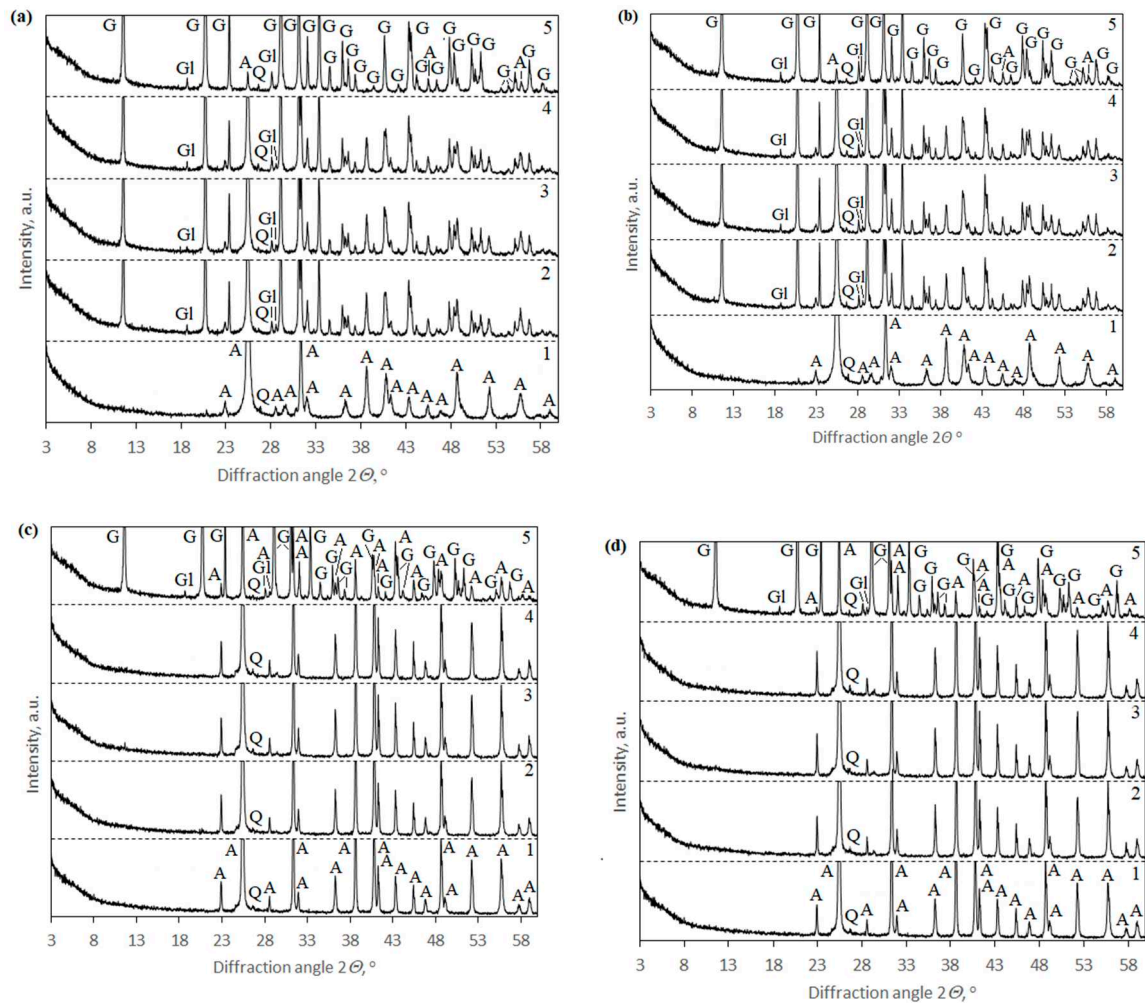 (a)
G G G G G G G G G G G G G
Gl A Q Gl G G G G G A G G A G
5
Gl Q Gl
4
Gl Q Gl
3
Gl Q Gl
2
A A Q A A A A A A A A A A A A A A
1
3 8 13 18 23 28 33 38 43 48 53 58
Intensity, a.u.
Diffraction angle 2Θ, °
(b)
G G G G G G G G G G G G G
Gl A Q Gl G G G G G A G G A G
5
Gl Q Gl
4
Gl Q Gl
3
Gl Q Gl
2
A Q A A A A A A A A A A A A A
1
3 8 13 18 23 28 33 38 43 48 53 58
Intensity, a.u.
Diffraction angle 2Θ °
(c)
G G G A G A G G A G A G G
Gl A Q A Gl A G G A G A G G A G G A G A
5
Q
4
Q
3
Q
2
A A Q A A A A A A A A A A A A A A A
1
3 8 13 18 23 28 33 38 43 48 53 58
Intensity, a.u.
Diffraction angle 2Θ, °
(d)
G G G A G A G G G A G A G G G
Gl A Q Gl A G G A A G G A G A G A G A G
5
Q
4
Q
3
Q
2
A A Q A A A A A A A A A A A A A A A
1
3 8 13 18 23 28 33 38 43 48 53 58
Intensity, a.u.
Diffraction angle 2Θ, °